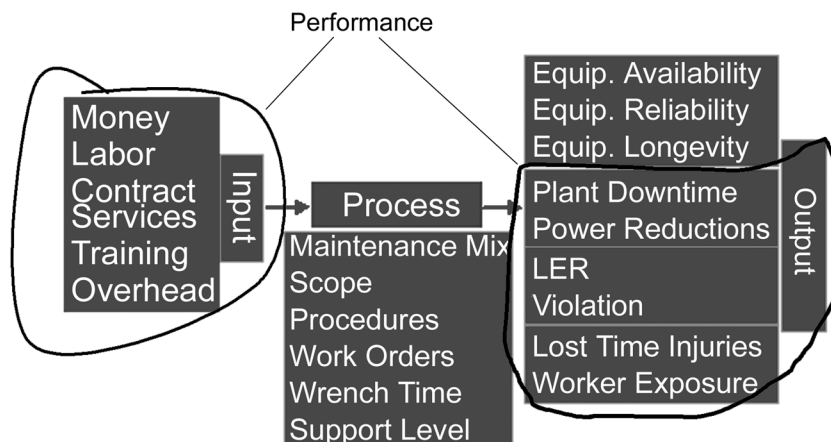 Performance
Money
Labor
Contract
Services
Training
Overhead
Input
Process
Maintenance Mix
Scope
Procedures
Work Orders
Wrench Time
Support Level
Equip. Availability
Equip. Reliability
Equip. Longevity
Plant Downtime
Power Reductions
LER
Violation
Lost Time Injuries
Worker Exposure
Output